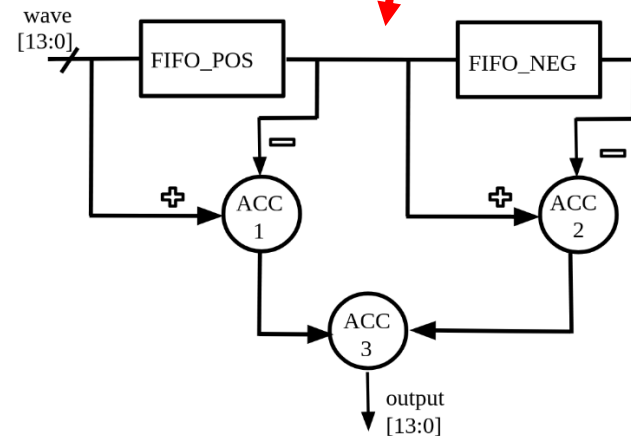 wave
[13:0]
FIFO_POS
FIFO_NEG
ACC
1
ACC
2
ACC
3
output
[13:0]